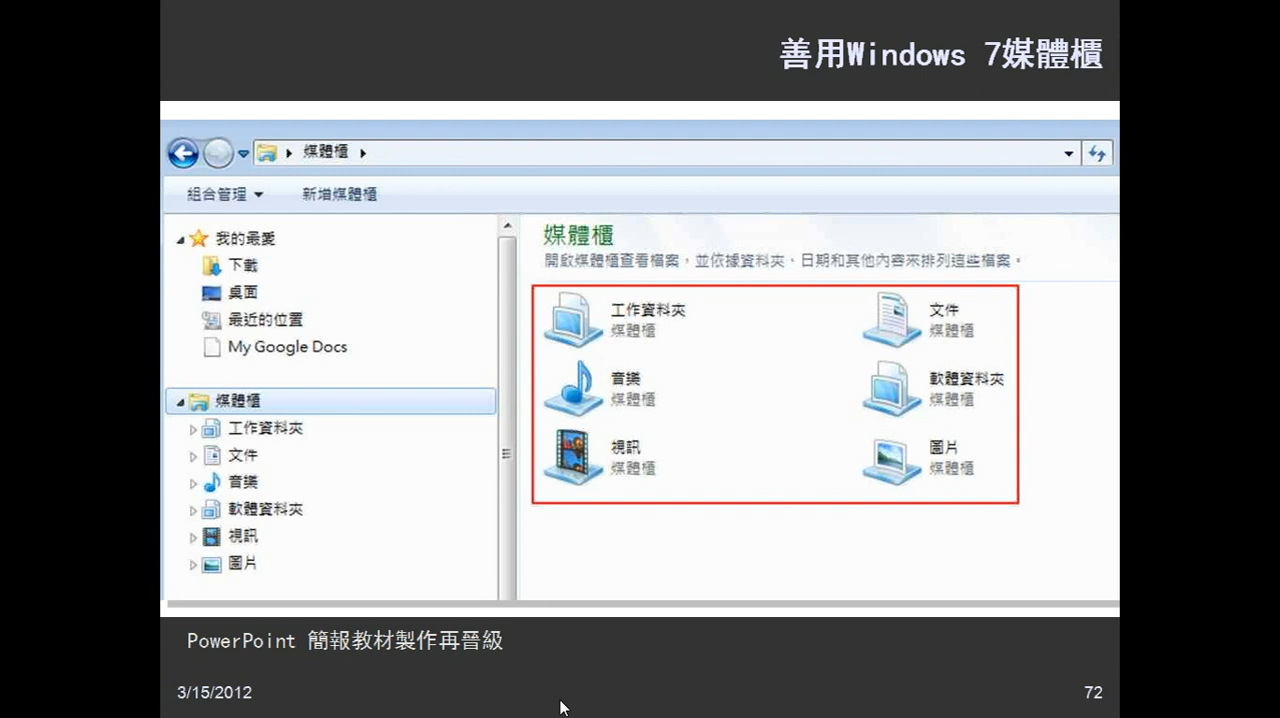 善用Windows 7媒體櫃
媒體櫃
組合管理
新增媒體櫃
我的最愛
下載
桌面
最近的位置
My Google Docs
媒體櫃
工作資料夾
文件
音樂
軟體資料夾
視訊
圖片
媒體櫃
開啟媒體櫃查看檔案，並依據資料夾、日期和其他內容來排列這些檔案。
工作資料夾
媒體櫃
文件
媒體櫃
音樂
媒體櫃
軟體資料夾
媒體櫃
視訊
媒體櫃
圖片
媒體櫃
PowerPoint 簡報教材製作再晉級
3/15/2012
72